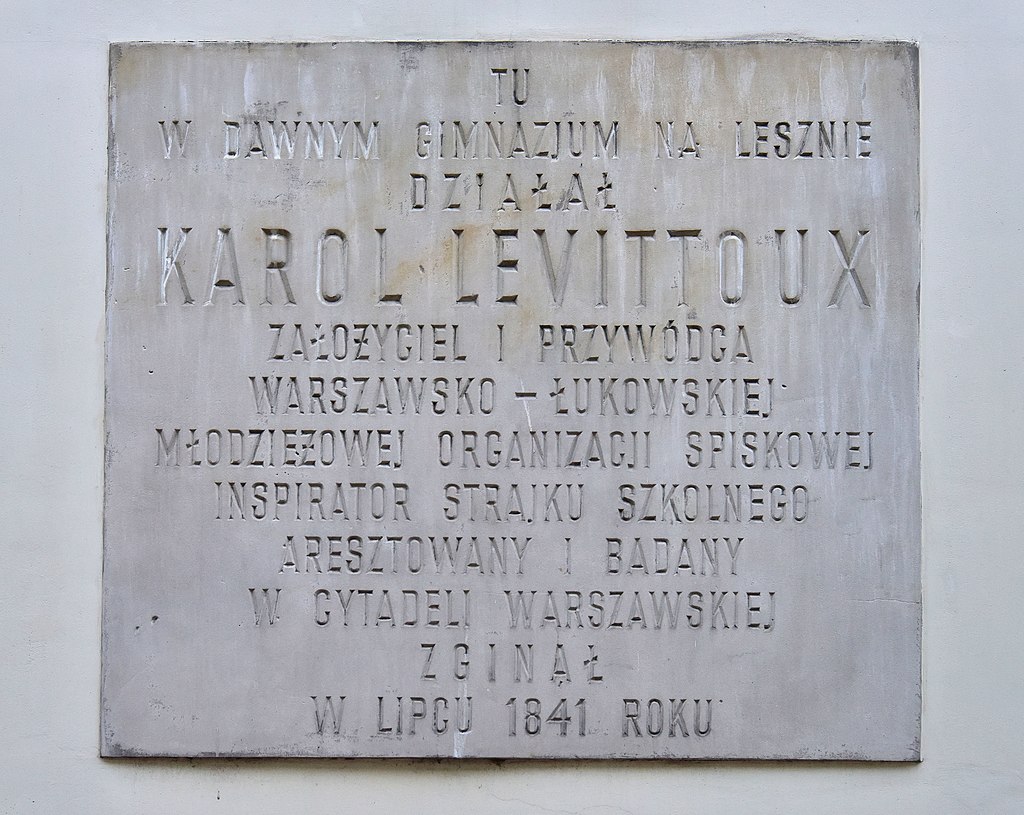 TU
W DAWNYM GIMNAZJUM NA LESZNIE
DZIAŁAŁ
KAROL LEVITTOUX
ZAŁOŻYCIEL I PRZYWÓDCA
WARSZAWSKO – ŁUKOWSKIEJ
MŁODZIEŻOWEJ ORGANIZACJI SPISKOWEJ
INSPIRATOR STRAJKU SZKOLNEGO
ARESZTOWANY I BADANY
W CYTADELI WARSZAWSKIEJ
ZGINĄŁ
W LIPCU 1841 ROKU